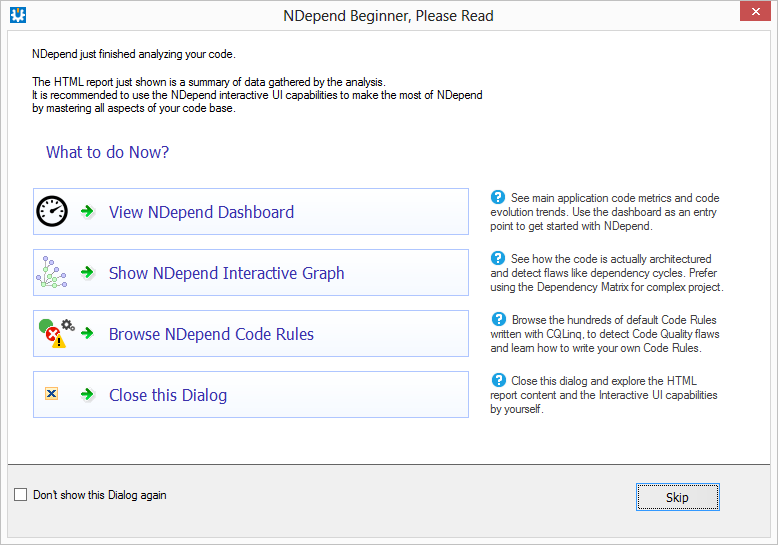 NDepend Beginner, Please Read
NDepend just finished analyzing your code.
The HTML report just shown is a summary of data gathered by the analysis.
It is recommended to use the NDepend interactive UI capabilities to make the most of NDepend
by mastering all aspects of your code base.
What to do Now?
View NDepend Dashboard
See main application code metrics and code
evolution trends. Use the dashboard as an entry
point to get started with NDepend.
Show NDepend Interactive Graph
See how the code is actually architectured
and detect flaws like dependency cycles. Prefer
using the Dependency Matrix for complex project.
Browse NDepend Code Rules
Browse the hundreds of default Code Rules
written with CQLinq, to detect Code Quality flaws
and learn how to write your own Code Rules.
Close this Dialog
Close this dialog and explore the HTML
report content and the Interactive UI capabilities
by yourself.
Don't show this Dialog again
Skip